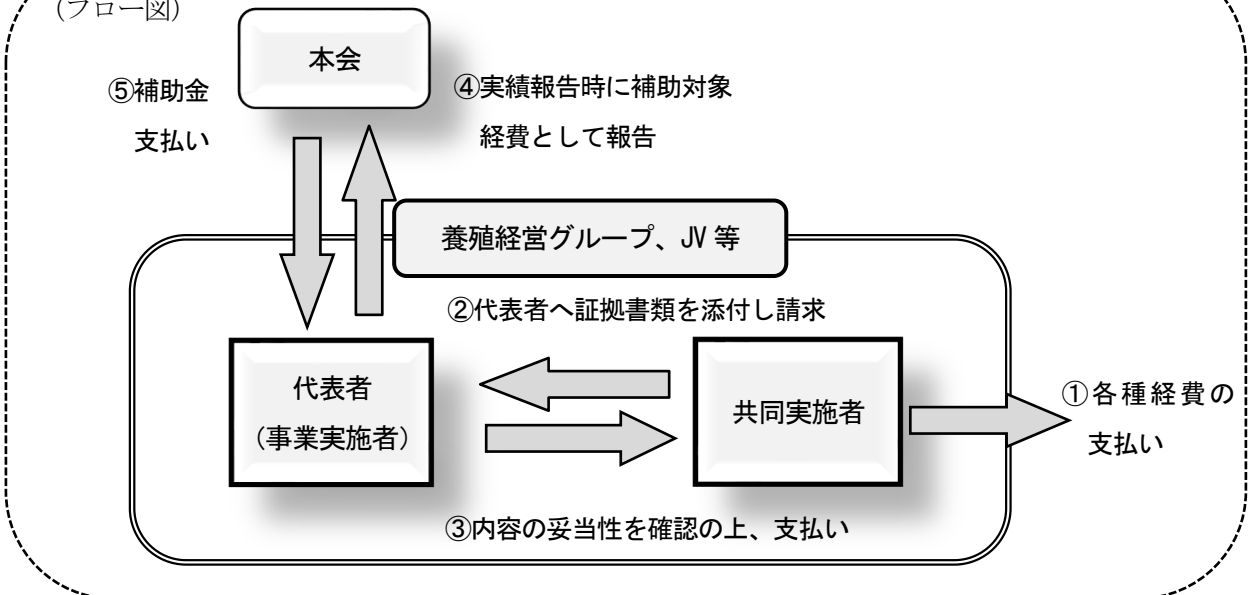 (フロー図)
本会
⑤補助金
支払い
④実績報告時に補助対象
経費として報告
養殖経営グループ、JV 等
②代表者へ証拠書類を添付し請求
代表者
(事業実施者)
共同実施者
①各種経費の
支払い
③内容の妥当性を確認の上、支払い